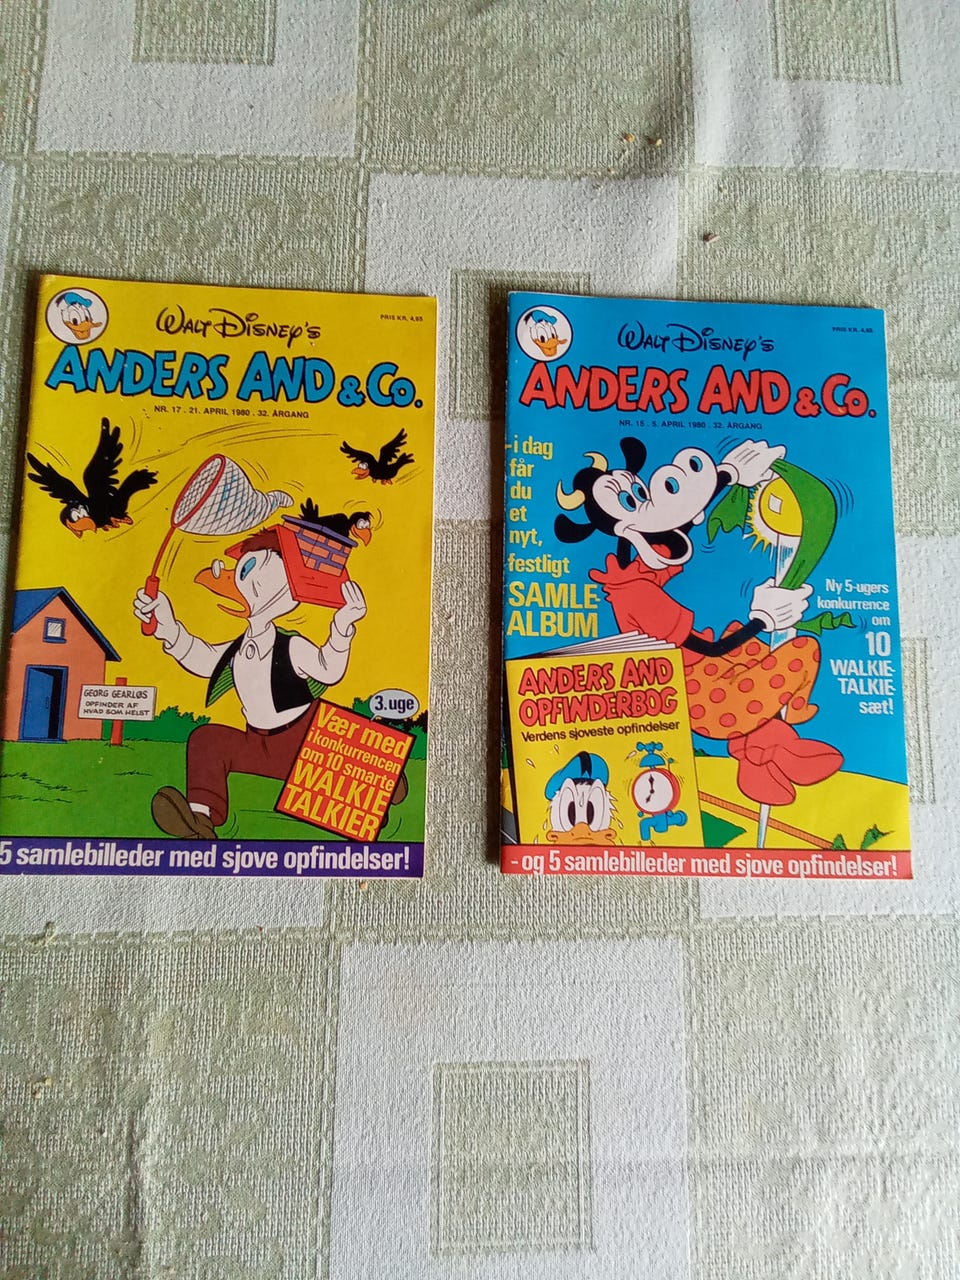 WALT DISNEY'S
PRIS KR. 4,85
ANDERS AND & Co.
NR. 17 . 21. APRIL 1980 . 32. ÅRGANG
GEORG GEARLØS
OPFINDER AF
HVAD SOM HELST
3. uge
Vær med
i konkurrencen
om 10 smarte
WALKIE
TALKIER
5 samlebilleder med sjove opfindelser!
WALT DISNEY'S
PRIS KR. 4,85
ANDERS AND & Co.
NR. 15 . 5. APRIL 1980 . 32. ÅRGANG
- i dag
får
du
et
nyt,
festligt
SAMLE-
ALBUM
Ny 5-ugers
konkurrence
om
10
WALKIE-
TALKIE-
sæt!
ANDERS AND
OPFINDERBOG
Verdens sjoveste opfindelser
- og 5 samlebilleder med sjove opfindelser!